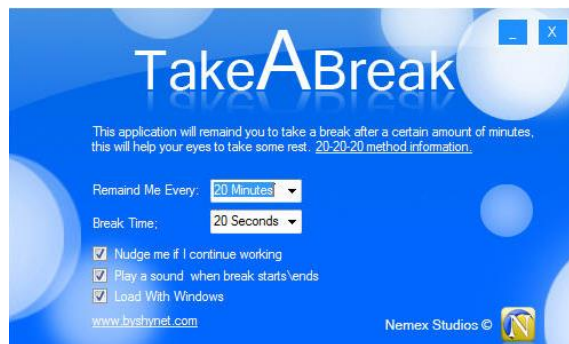 _ X
TakeABreak
This application will remaind you to take a break after a certain amount of minutes,
this will help your eyes to take some rest. 20-20-20 method information.
Remaind Me Every: 20 Minutes
Break Time; 20 Seconds
Nudge me if I continue working
Play a sound when break starts\ends
Load With Windows
www.byshynet.com
Nemex Studios © N